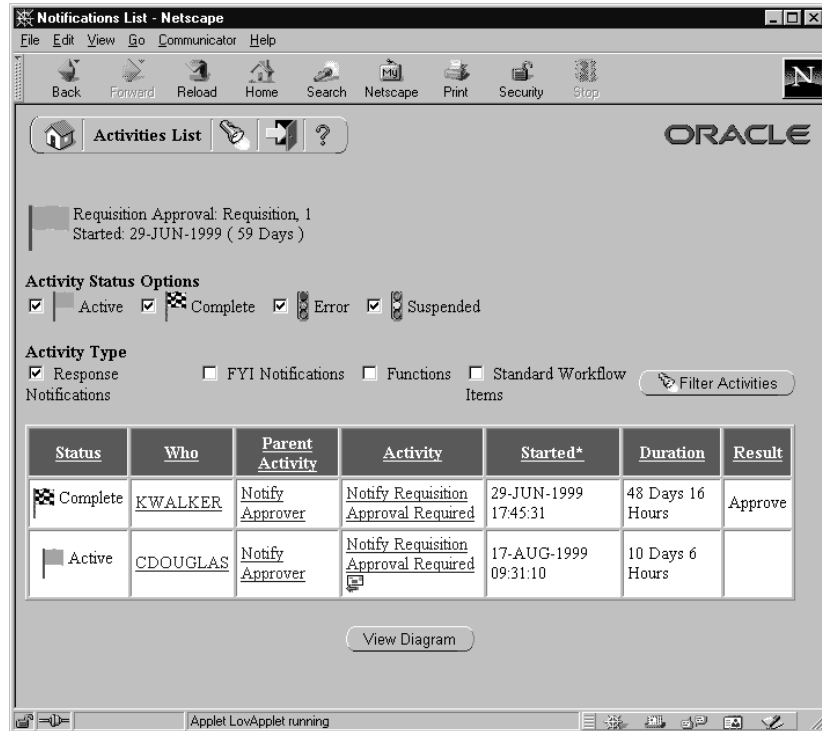 Notifications List - Netscape
File Edit View Go Communicator Help
Back Forward Reload Home Search Netscape Print Security Stop
My
N
Activities List
?
ORACLE
Requisition Approval: Requisition, 1
Started: 29-JUN-1999 ( 59 Days )
Activity Status Options
Active Complete Error Suspended
Activity Type
Response FYI Notifications Functions Standard Workflow
Notifications Items
Filter Activities
Status Who Parent Activity Started* Duration Result
Activity
Complete KWALKER Notify Notify Requisition 29-JUN-1999 48 Days 16 Approve
Approver Approval Required 17:45:31 Hours
Active CDOUGLAS Notify Notify Requisition 17-AUG-1999 10 Days 6
Approver Approval Required 09:31:10 Hours
View Diagram
Applet LovApplet running